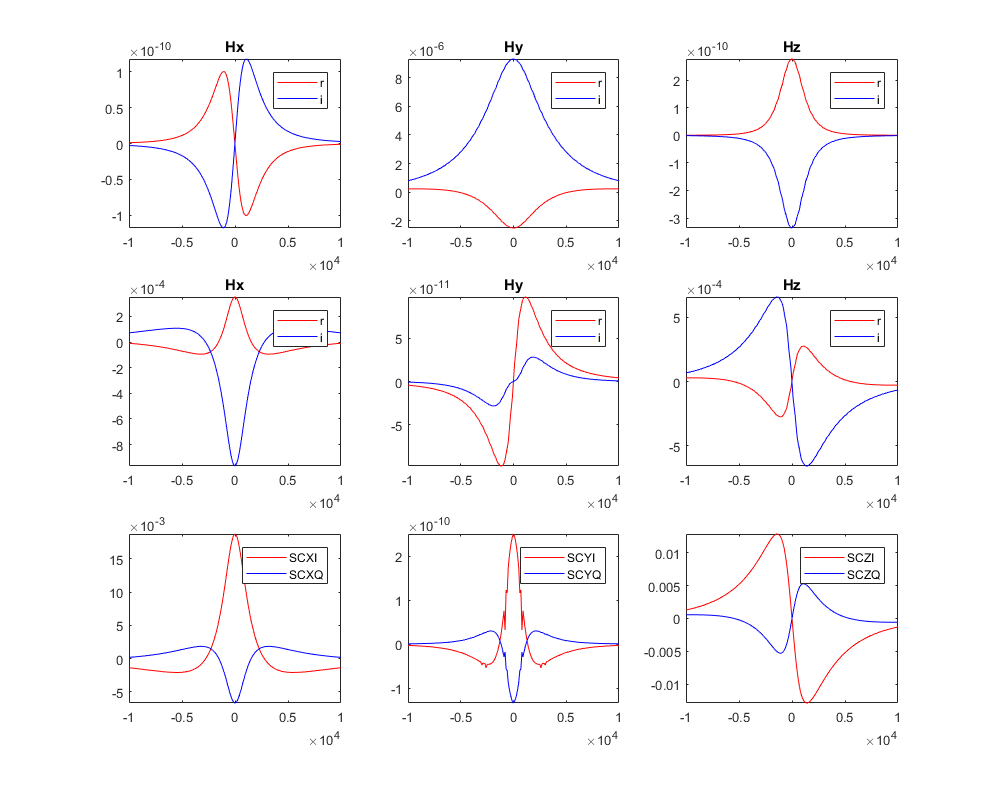 Hx
×10-10
1
0.5
0
-0.5
-1
-1 -0.5 0 0.5 1
×104
r
i
Hy
×10-6
8
6
4
2
0
-2
-1 -0.5 0 0.5 1
×104
r
i
Hz
×10-10
2
1
0
-10
-2
-3
-1 -0.5 0 0.5 1
×104
r
i
Hx
×10-4
2
0
-2
-4
-6
-8
-1 -0.5 0 0.5 1
×104
r
i
Hy
×10-11
5
0
-5
-1 -0.5 0 0.5 1
×104
r
i
Hz
×10-4
5
0
-5
-1 -0.5 0 0.5 1
×104
r
i
×10-3
15
10
5
0
-5
-1 -0.5 0 0.5 1
×104
SCXI
SCXQ
×10-10
2
1
0
-1
-1 -0.5 0 0.5 1
×104
SCYI
SCYQ
0.01
0.005
0
-0.005
-0.01
-1 -0.5 0 0.5 1
×104
SCZI
SCZQ